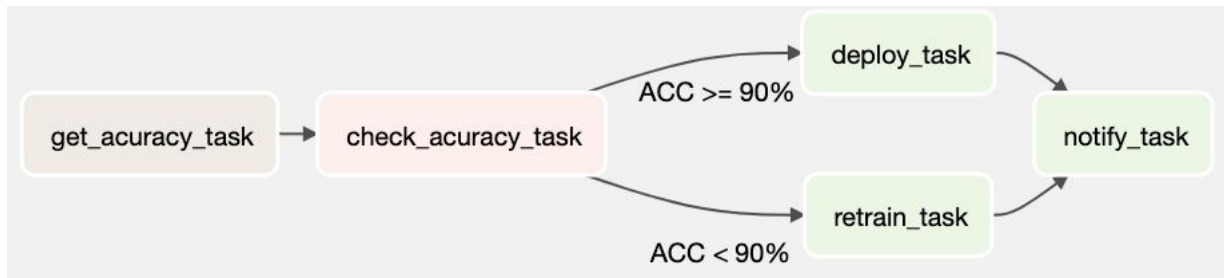 get_acuracy_task
check_acuracy_task
ACC >= 90%
deploy_task
ACC < 90%
retrain_task
notify_task